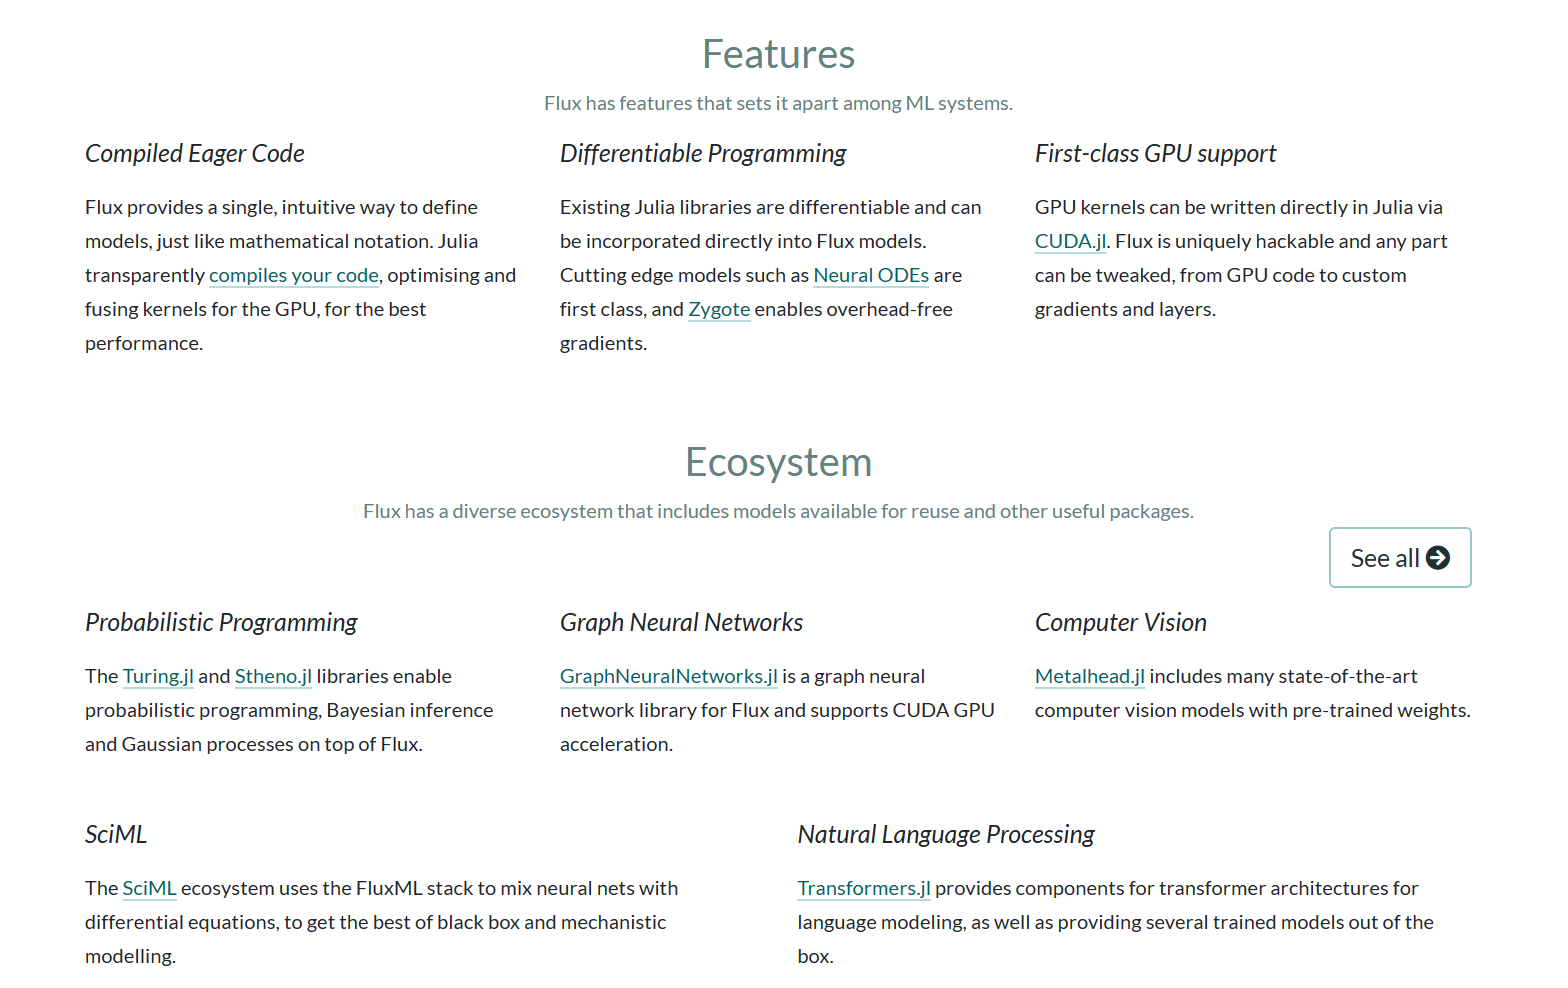 Features
Flux has features that sets it apart among ML systems.
Compiled Eager Code
Flux provides a single, intuitive way to define
models, just like mathematical notation. Julia
transparently compiles your code, optimising and
fusing kernels for the GPU, for the best
performance.
Differentiable Programming
Existing Julia libraries are differentiable and can
be incorporated directly into Flux models.
Cutting edge models such as Neural ODEs are
first class, and Zygote enables overhead-free
gradients.
First-class GPU support
GPU kernels can be written directly in Julia via
CUDA.jl. Flux is uniquely hackable and any part
can be tweaked, from GPU code to custom
gradients and layers.
Ecosystem
Flux has a diverse ecosystem that includes models available for reuse and other useful packages.
See all
Probabilistic Programming
The Turing.jl and Stheno.jl libraries enable
probabilistic programming, Bayesian inference
and Gaussian processes on top of Flux.
Graph Neural Networks
GraphNeuralNetworks.jl is a graph neural
network library for Flux and supports CUDA GPU
acceleration.
Computer Vision
Metalhead.jl includes many state-of-the-art
computer vision models with pre-trained weights.
SciML
The SciML ecosystem uses the FluxML stack to mix neural nets with
differential equations, to get the best of black box and mechanistic
modelling.
Natural Language Processing
Transformers.jl provides components for transformer architectures for
language modeling, as well as providing several trained models out of the
box.